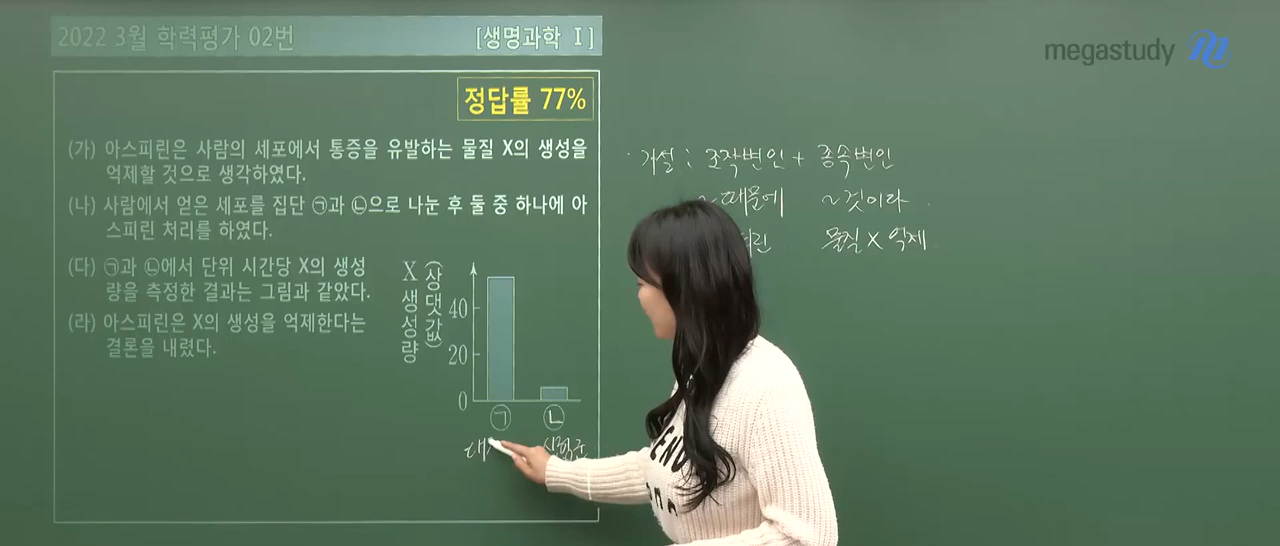 2022 3월 학력평가 02번
[생명과학 I]
megastudy
정답률 77%
(가) 아스피린은 사람의 세포에서 통증을 유발하는 물질 X의 생성을
억제할 것으로 생각하였다.
(나) 사람에서 얻은 세포를 집단 ㉠과 ㉡으로 나눈 후 둘 중 하나에 아
스피린 처리를 하였다.
(다) ㉠과 ㉡에서 단위 시간당 X의 생성
량을 측정한 결과는 그림과 같았다.
(라) 아스피린은 X의 생성을 억제한다는
결론을 내렸다.
X 생성량
(상댓값)
40
20
0
㉠ ㉡
대 실험군
가설 : 조작변인 + 종속변인
~때문에 ~것이라
린 물질 X 억제